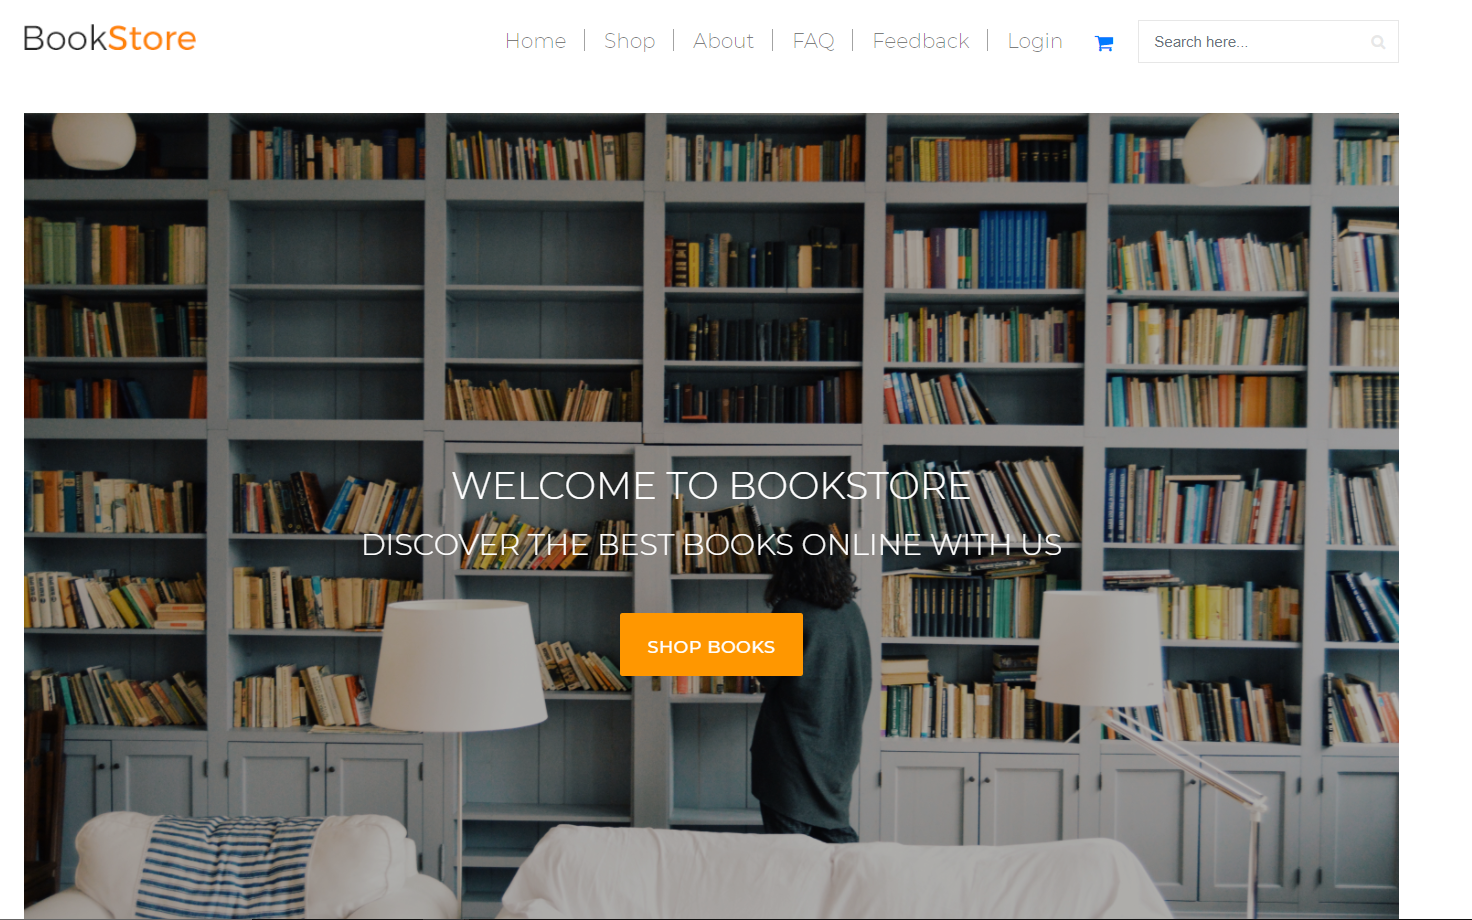 BookStore
Home Shop About FAQ Feedback Login Search here...
WELCOME TO BOOKSTORE
DISCOVER THE BEST BOOKS ONLINE WITH US
SHOP BOOKS